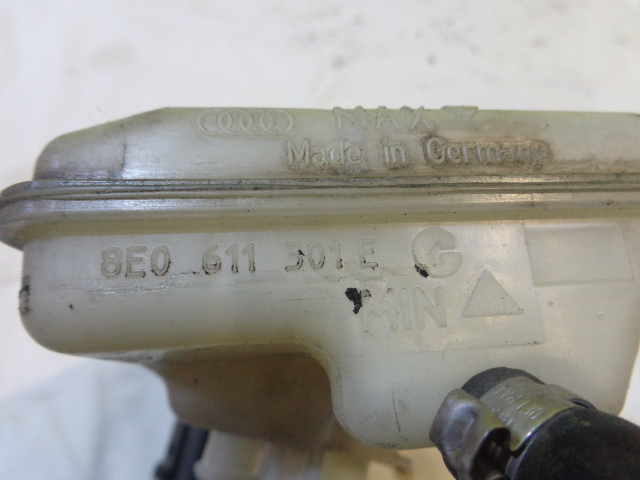 MAX
Made in Germany
8E0 611 301 E G
MIN